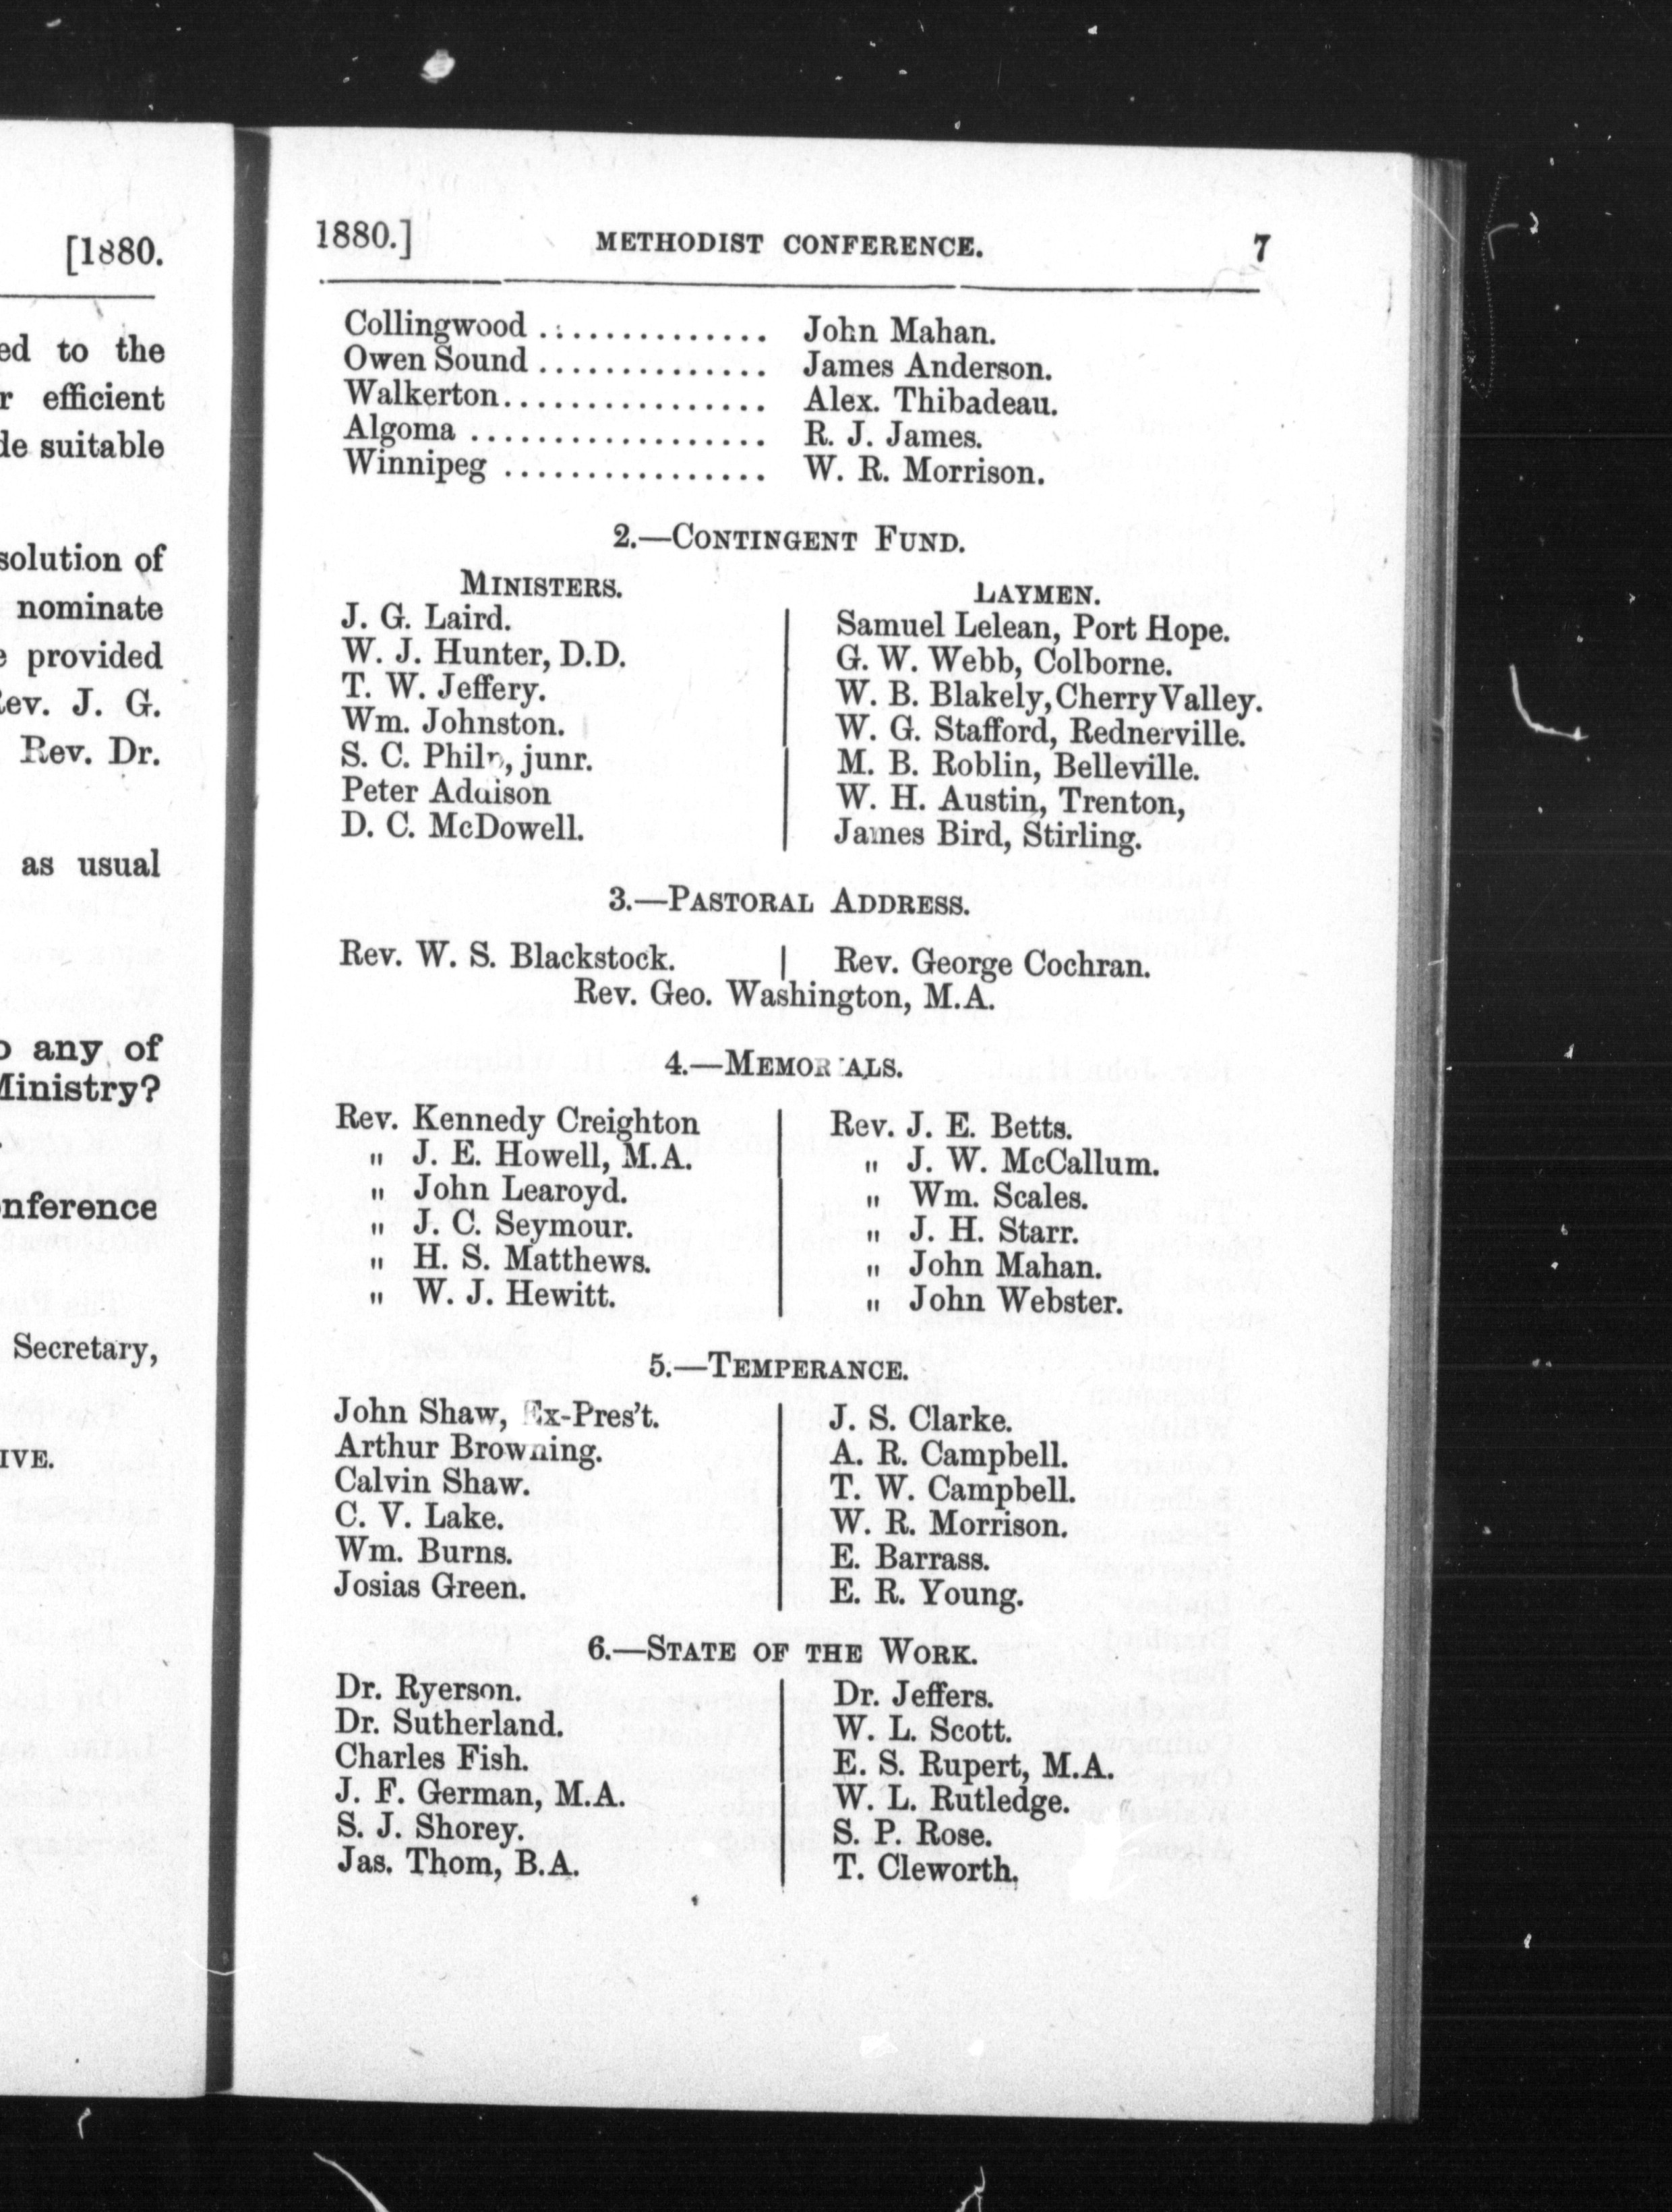 [1880.
ed to the
r efficient
de suitable
solution of
nominate
provided
Rev. J. G.
Rev. Dr.
as usual
any of
Ministry?
Conference
Secretary,
IVE.
1880.] METHODIST CONFERENCE. 7
Collingwood .............. John Mahan.
Owen Sound .............. James Anderson.
Walkerton................ Alex. Thibadeau.
Algoma .................. R. J. James.
Winnipeg ................ W. R. Morrison.
2.—CONTINGENT FUND.
MINISTERS.
J. G. Laird.
W. J. Hunter, D.D.
T. W. Jeffery.
Wm. Johnston.
S. C. Philp, junr.
Peter Addison
D. C. McDowell.
LAYMEN.
Samuel Lelean, Port Hope.
G. W. Webb, Colborne.
W. B. Blakely, Cherry Valley.
W. G. Stafford, Rednerville.
M. B. Roblin, Belleville.
W. H. Austin, Trenton,
James Bird, Stirling.
3.—PASTORAL ADDRESS.
Rev. W. S. Blackstock. | Rev. George Cochran.
Rev. Geo. Washington, M.A.
4.—MEMORIALS.
Rev. Kennedy Creighton
" J. E. Howell, M.A.
" John Learoyd.
" J. C. Seymour.
" H. S. Matthews.
" W. J. Hewitt.
Rev. J. E. Betts.
" J. W. McCallum.
" Wm. Scales.
" J. H. Starr.
" John Mahan.
" John Webster.
5.—TEMPERANCE.
John Shaw, Ex-Pres't.
Arthur Browning.
Calvin Shaw.
C. V. Lake.
Wm. Burns.
Josias Green.
J. S. Clarke.
A. R. Campbell.
T. W. Campbell.
W. R. Morrison.
E. Barrass.
E. R. Young.
6.—STATE OF THE WORK.
Dr. Ryerson.
Dr. Sutherland.
Charles Fish.
J. F. German, M.A.
S. J. Shorey.
Jas. Thom, B.A.
Dr. Jeffers.
W. L. Scott.
E. S. Rupert, M.A.
W. L. Rutledge.
S. P. Rose.
T. Cleworth.